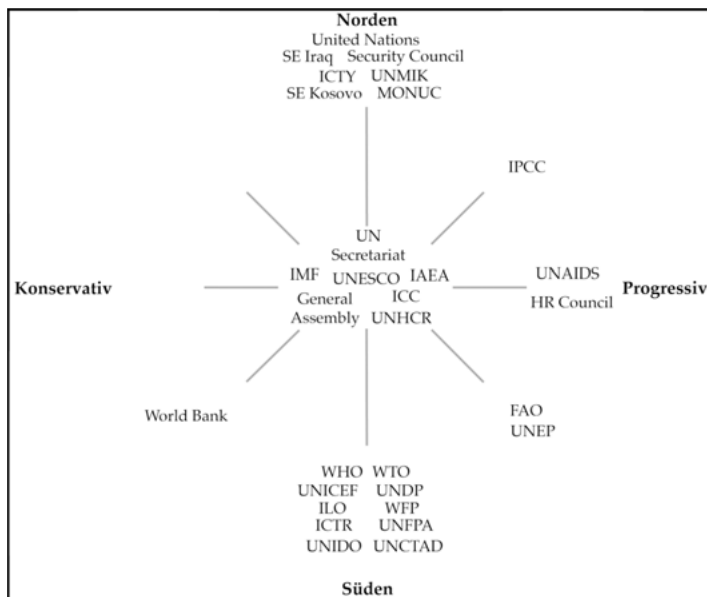 Norden
United Nations
SE Iraq Security Council
ICTY UNMIK
SE Kosovo MONUC
IPCC
UN
Secretariat
IMF UNESCO IAEA
UNAIDS
Konservativ
Progressiv
General ICC
HR Council
Assembly UNHCR
World Bank
FAO
UNEP
WHO WTO
UNICEF UNDP
ILO WFP
ICTR UNFPA
UNIDO UNCTAD
Süden